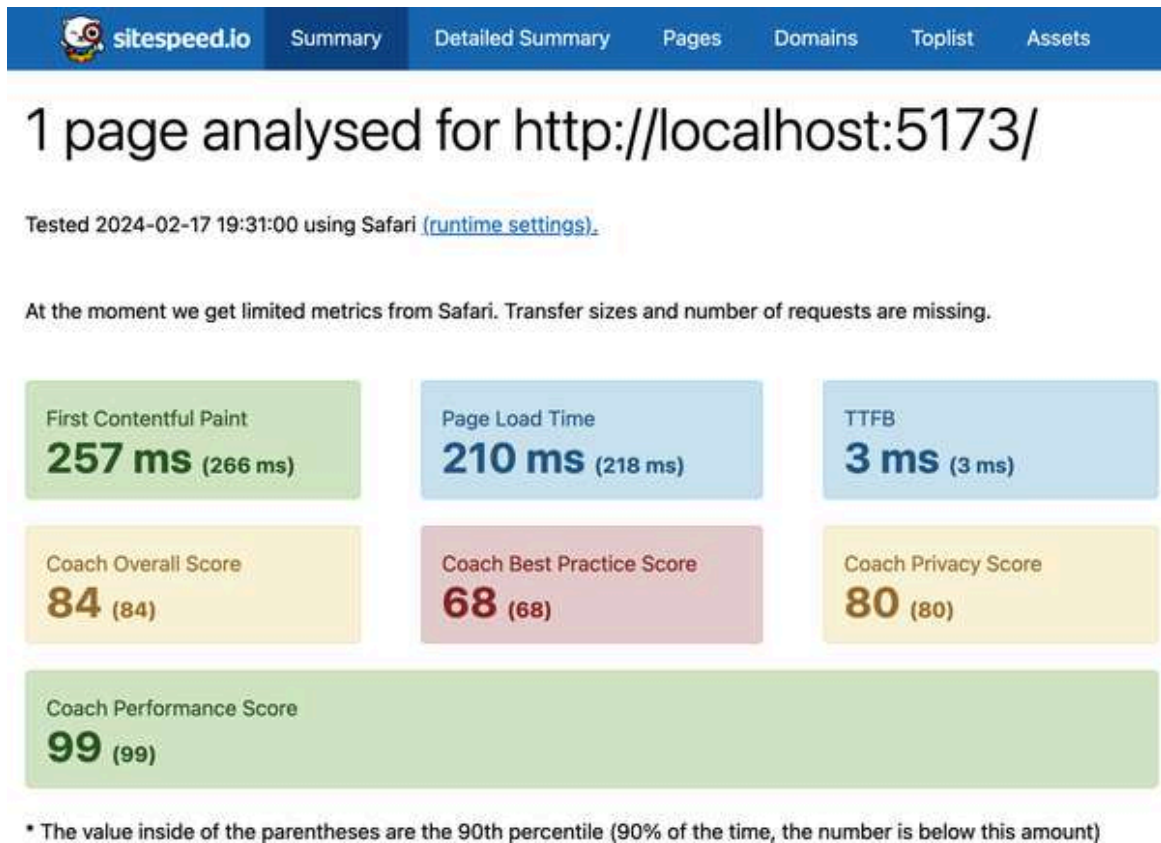 sitespeed.io Summary Detailed Summary Pages Domains Toplist Assets
1 page analysed for http://localhost:5173/
Tested 2024-02-17 19:31:00 using Safari (runtime settings).
At the moment we get limited metrics from Safari. Transfer sizes and number of requests are missing.
First Contentful Paint
257 ms (266 ms)
Page Load Time
210 ms (218 ms)
TTFB
3 ms (3 ms)
Coach Overall Score
84 (84)
Coach Best Practice Score
68 (68)
Coach Privacy Score
80 (80)
Coach Performance Score
99 (99)
* The value inside of the parentheses are the 90th percentile (90% of the time, the number is below this amount)